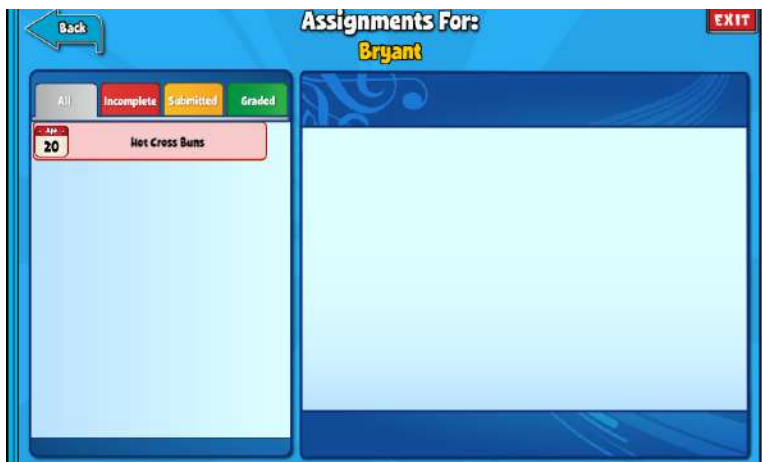 Back
Assignments For:
EXIT
Bryant
All
Incomplete
Submitted
Graded
Apr
20
Hot Cross Buns